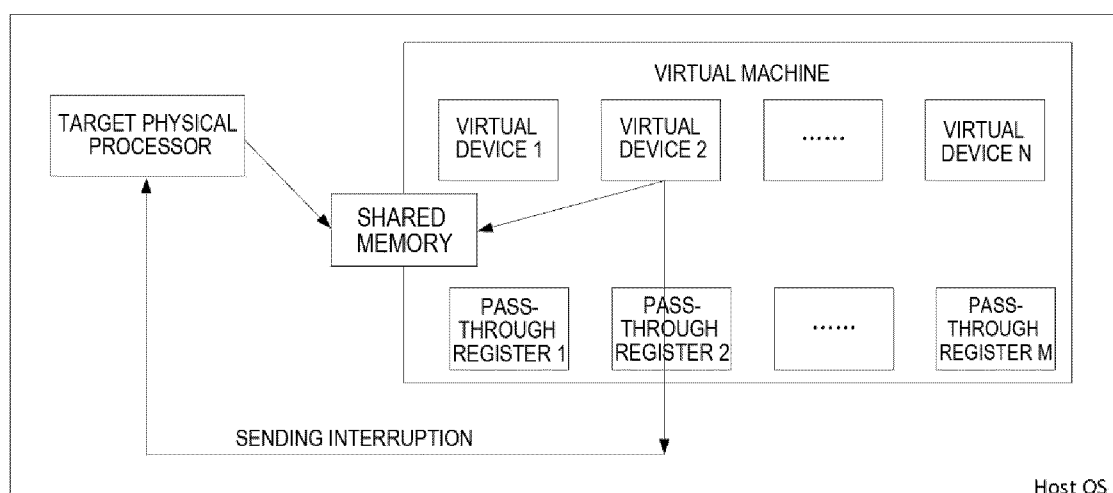 VIRTUAL MACHINE
TARGET PHYSICAL
PROCESSOR
VIRTUAL
DEVICE 1
VIRTUAL
DEVICE 2
......
VIRTUAL
DEVICE N
SHARED
MEMORY
PASS-
THROUGH
REGISTER 1
PASS-
THROUGH
REGISTER 2
......
PASS-
THROUGH
REGISTER M
SENDING INTERRUPTION
Host OS